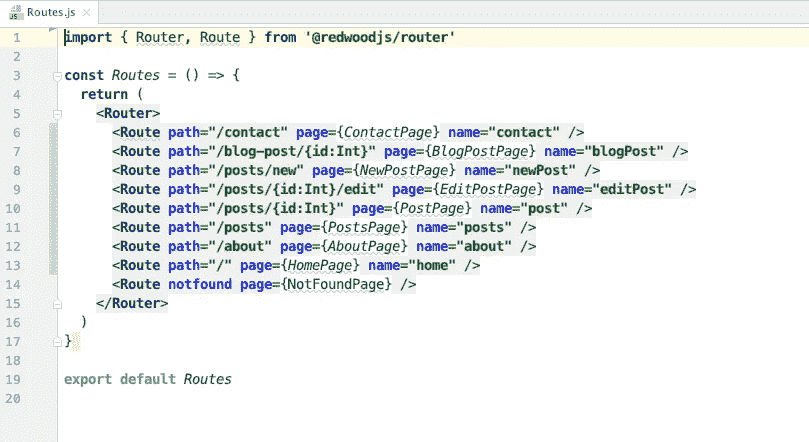 Routes.js
1 import { Router, Route } from '@redwoodjs/router'
2
3 const Routes = () => {
4   return (
5     <Router>
6       <Route path="/contact" page={ContactPage} name="contact" />
7       <Route path="/blog-post/{id:Int}" page={BlogPostPage} name="blogPost" />
8       <Route path="/posts/new" page={NewPostPage} name="newPost" />
9       <Route path="/posts/{id:Int}/edit" page={EditPostPage} name="editPost" />
10       <Route path="/posts/{id:Int}" page={PostPage} name="post" />
11       <Route path="/posts" page={PostsPage} name="posts" />
12       <Route path="/about" page={AboutPage} name="about" />
13       <Route path="/" page={HomePage} name="home" />
14       <Route notfound page={NotFoundPage} />
15     </Router>
16   )
17 }
18
19 export default Routes
20